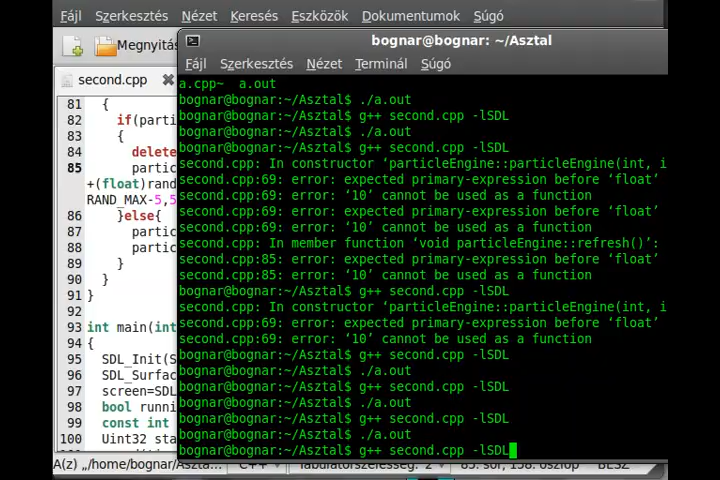 Fájl Szerkesztés Nézet Keresés Eszközök Dokumentumok Súgó
Megnyitás
bognar@bognar: ~/Asztal
Fájl Szerkesztés Nézet Terminál Súgó
second.cpp
81 {
82 if(parti
83 {
84 delete
85 partic
+(float)rand
RAND_MAX-5,5
86 }else{
87 partic
88 partic
89 }
90 }
91 }
92
93 int main(int
94 {
95 SDL_Init(S
96 SDL_Surfac
97 screen=SDL
98 bool runni
99 const int
100 Uint32 sta
a.cpp~ a.out
bognar@bognar:~/Asztal$ ./a.out
bognar@bognar:~/Asztal$ g++ second.cpp -lSDL
bognar@bognar:~/Asztal$ ./a.out
bognar@bognar:~/Asztal$ g++ second.cpp -lSDL
second.cpp: In constructor ‘particleEngine::particleEngine(int, i
second.cpp:69: error: expected primary-expression before ‘float’
second.cpp:69: error: ‘10’ cannot be used as a function
second.cpp:69: error: expected primary-expression before ‘float’
second.cpp:69: error: ‘10’ cannot be used as a function
second.cpp: In member function ‘void particleEngine::refresh()’:
second.cpp:85: error: expected primary-expression before ‘float’
second.cpp:85: error: ‘10’ cannot be used as a function
bognar@bognar:~/Asztal$ g++ second.cpp -lSDL
second.cpp: In constructor ‘particleEngine::particleEngine(int, i
second.cpp:69: error: expected primary-expression before ‘float’
second.cpp:69: error: ‘10’ cannot be used as a function
bognar@bognar:~/Asztal$ g++ second.cpp -lSDL
bognar@bognar:~/Asztal$ ./a.out
bognar@bognar:~/Asztal$ g++ second.cpp -lSDL
bognar@bognar:~/Asztal$ ./a.out
bognar@bognar:~/Asztal$ g++ second.cpp -lSDL
bognar@bognar:~/Asztal$ ./a.out
bognar@bognar:~/Asztal$ g++ second.cpp -lSDL
A(z) „/home/bognar/Aszta... C++ Tabulátorszélesség: 2 85. sor, 158. oszlop BESZ